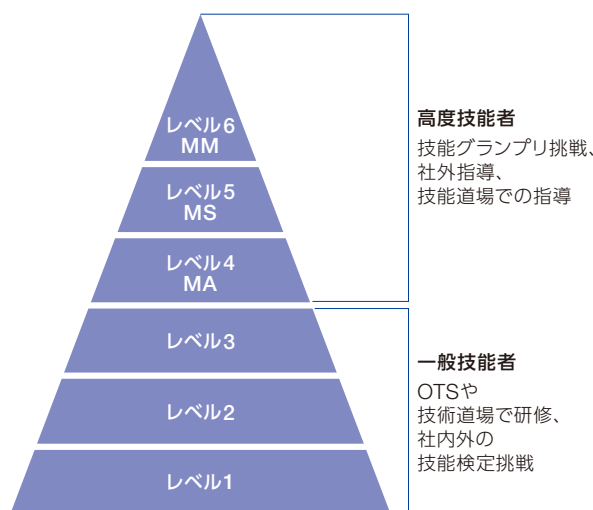 レベル6
MM
レベル5
MS
レベル4
MA
レベル3
レベル2
レベル1
高度技能者
技能グランプリ挑戦、
社外指導、
技能道場での指導
一般技能者
OTSや
技術道場で研修、
社内外の
技能検定挑戦